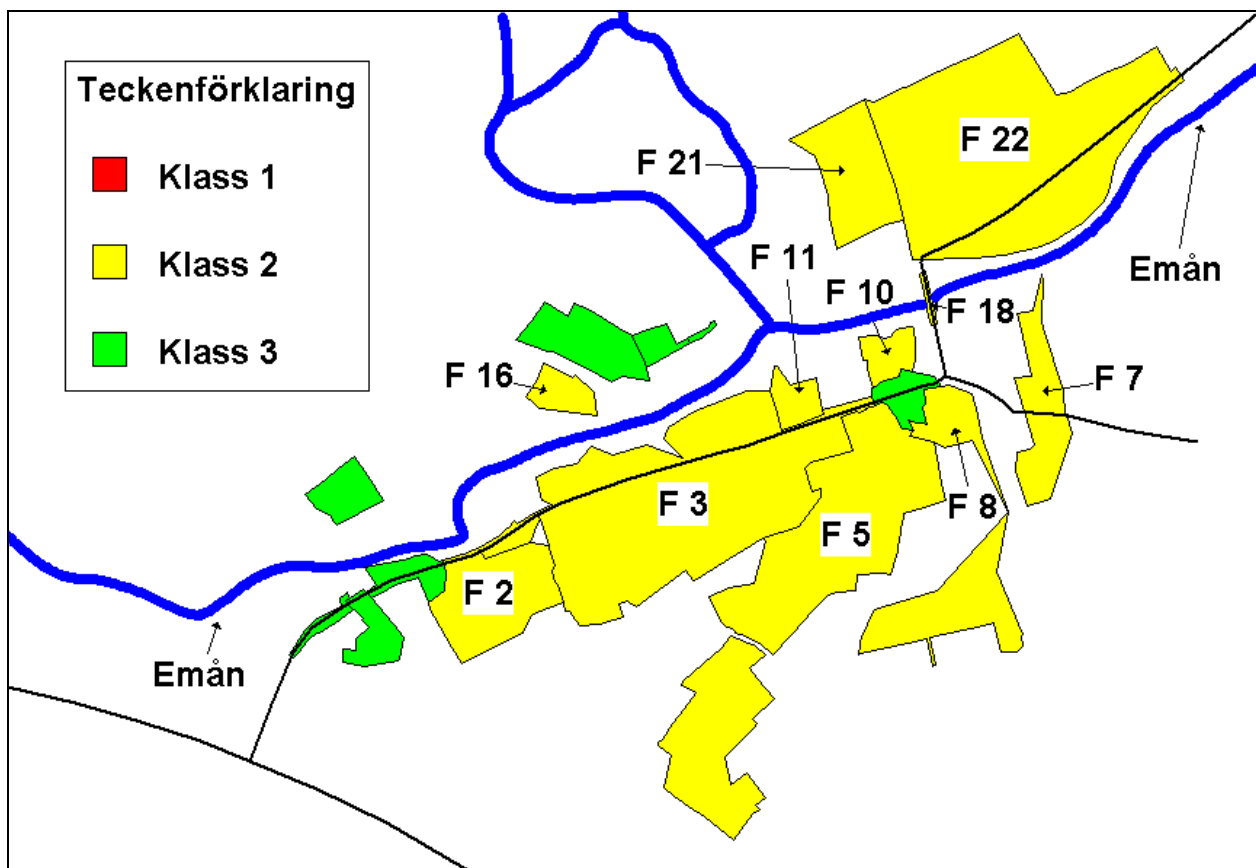 Teckenförklaring
Klass 1
Klass 2
Klass 3
F 22
F 21
Emån
F 11
F 10
F 18
F 16
F 7
F 3
F 8
F 5
F 2
Emån